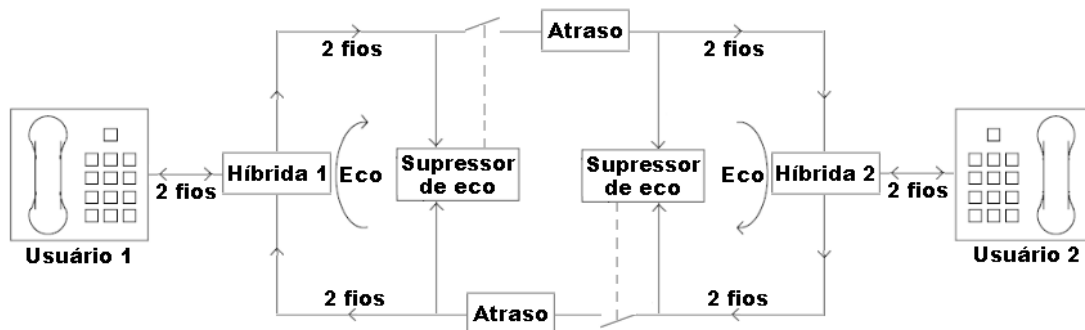 2 fios
Atraso
2 fios
Híbrida 1
Eco
Supressor
de eco
Supressor
de eco
Eco
Híbrida 2
2 fios
2 fios
Usuário 1
Usuário 2
2 fios
Atraso
2 fios